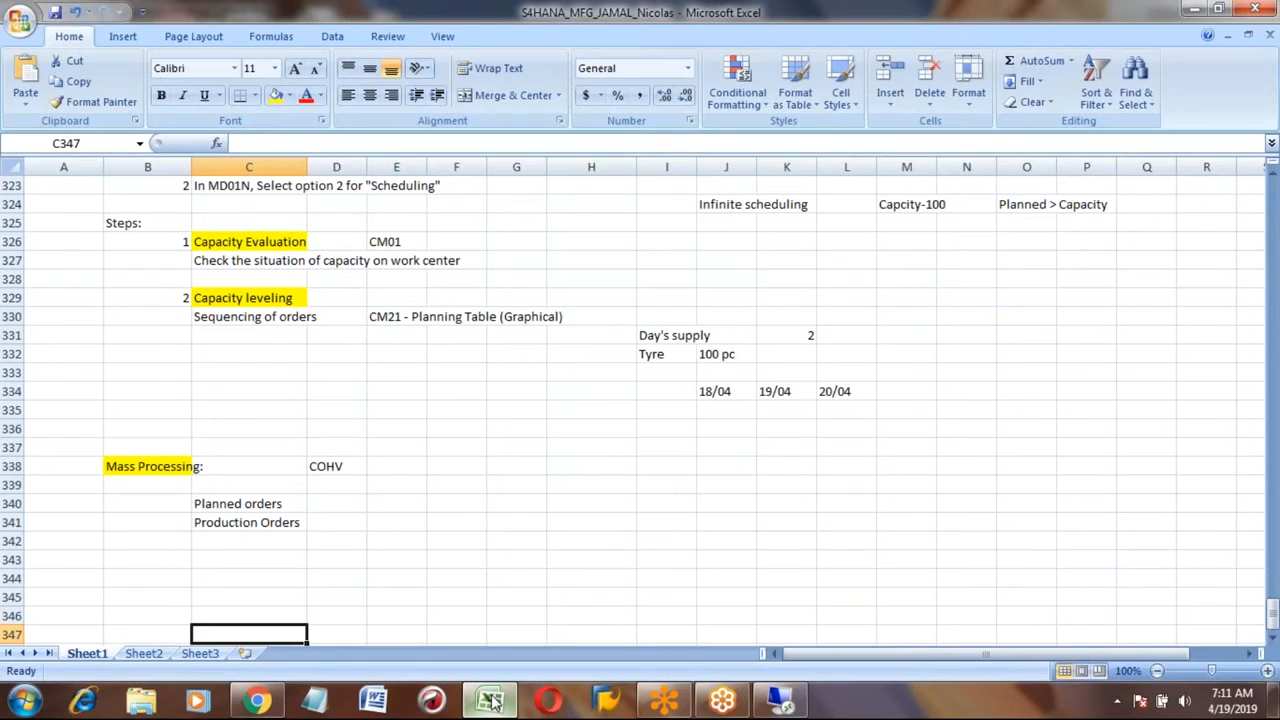 S4HANA_MFG_JAMAL_Nicolas - Microsoft Excel
Home Insert Page Layout Formulas Data Review View
Cut
Copy
Format Painter
Paste
Clipboard
Calibri 11
B I U
Font
Wrap Text
Merge & Center
Alignment
General
$ % ,
Number
Conditional Formatting
Format as Table
Cell Styles
Styles
Insert Delete Format
Cells
AutoSum
Fill
Clear
Sort & Filter
Find & Select
Editing
C347 fx
A B C D E F G H I J K L M N O P Q R
323 2 In MD01N, Select option 2 for "Scheduling"
324 Infinite scheduling Capcity-100 Planned > Capacity
325 Steps:
326 1 Capacity Evaluation CM01
327 Check the situation of capacity on work center
328
329 2 Capacity leveling
330 Sequencing of orders CM21 - Planning Table (Graphical)
331 Day's supply 2
332 Tyre 100 pc
333
334 18/04 19/04 20/04
335
336
337
338 Mass Processing: COHV
339
340 Planned orders
341 Production Orders
342
343
344
345
346
347
Sheet1 Sheet2 Sheet3
Ready 100%
7:11 AM
4/19/2019